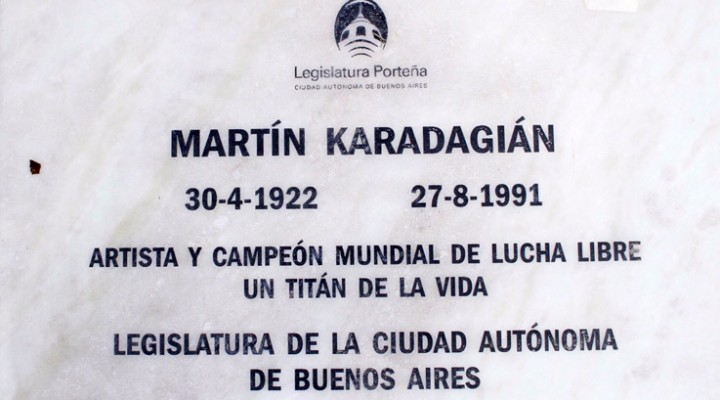 Legislatura Porteña
CIUDAD AUTÓNOMA DE BUENOS AIRES
MARTÍN KARADAGIÁN
30-4-1922 27-8-1991
ARTISTA Y CAMPEÓN MUNDIAL DE LUCHA LIBRE
UN TITÁN DE LA VIDA
LEGISLATURA DE LA CIUDAD AUTÓNOMA
DE BUENOS AIRES